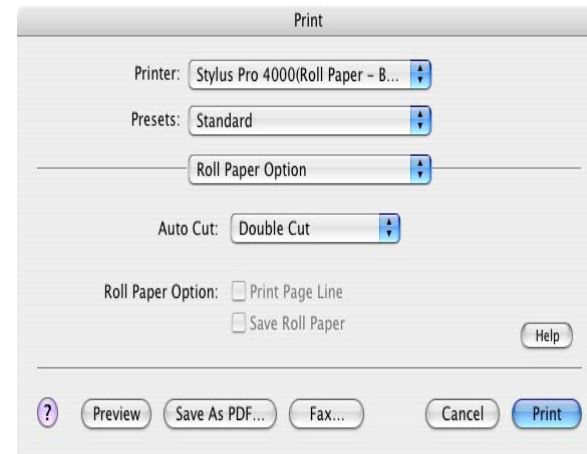 Print
Printer: Stylus Pro 4000(Roll Paper – B...
Presets: Standard
Roll Paper Option
Auto Cut: Double Cut
Roll Paper Option: Print Page Line
Save Roll Paper
Help
? Preview Save As PDF... Fax... Cancel Print